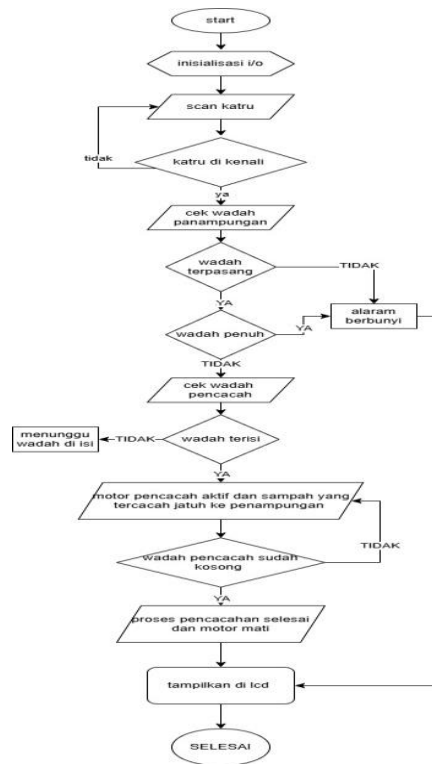 start
inisialisasi i/o
scan katru
tidak
katru di kenali
ya
cek wadah
panampungan
wadah
terpasang
TIDAK
YA
alaram
berbunyi
wadah penuh
YA
TIDAK
cek wadah
pencacah
menunggu
wadah di isi
TIDAK
wadah terisi
YA
motor pencacah aktif dan sampah yang
tercacah jatuh ke penampungan
TIDAK
wadah pencacah sudah
kosong
YA
proses pencacahan selesai
dan motor mati
tampilkan di lcd
SELESAI